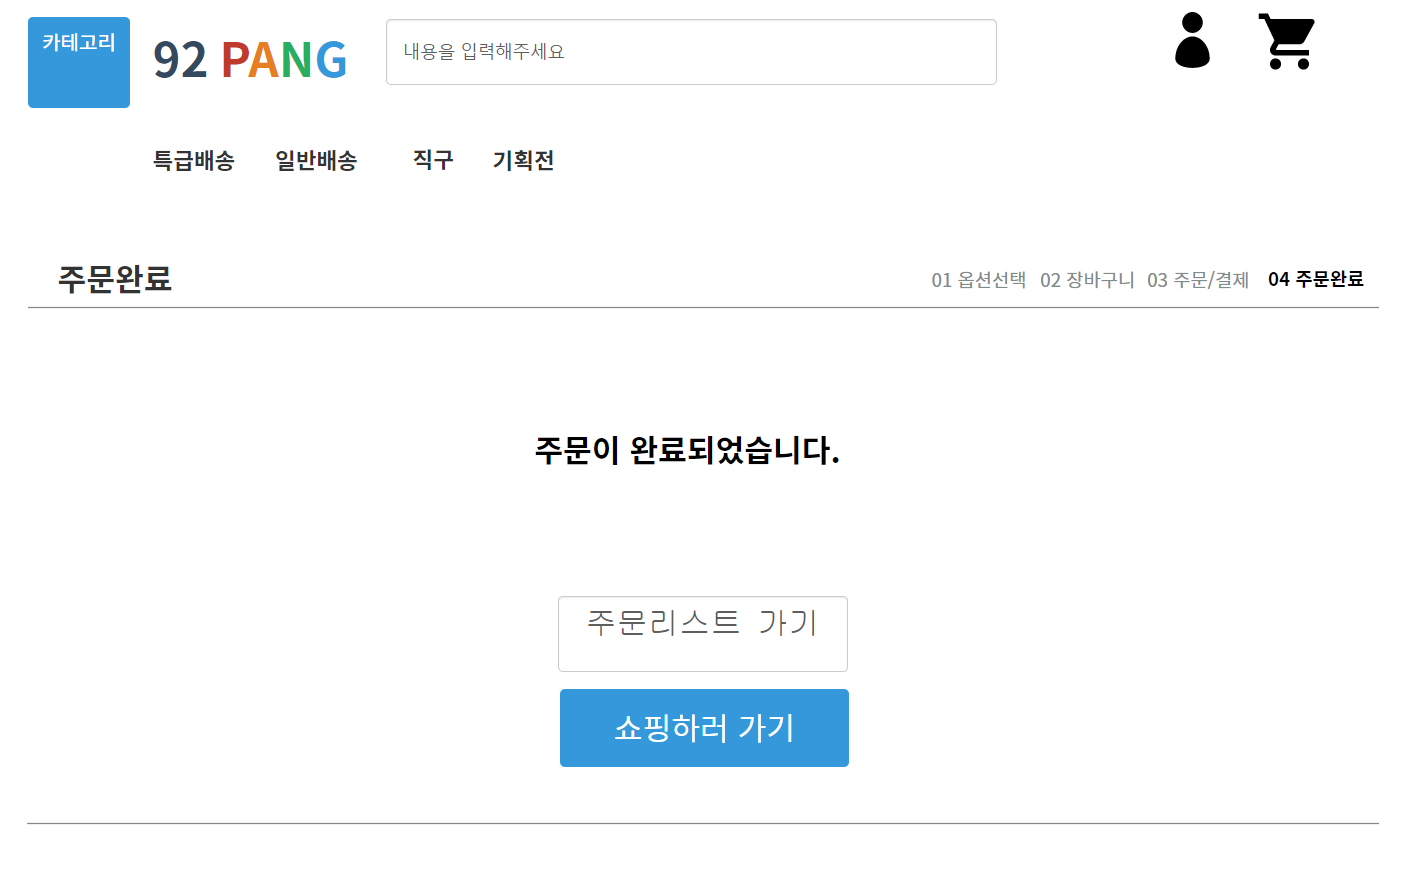 카테고리
92 PANG
내용을 입력해주세요
특급배송 일반배송 직구 기획전
주문완료
01 옵션선택 02 장바구니 03 주문/결제 04 주문완료
주문이 완료되었습니다.
주문리스트 가기
쇼핑하러 가기